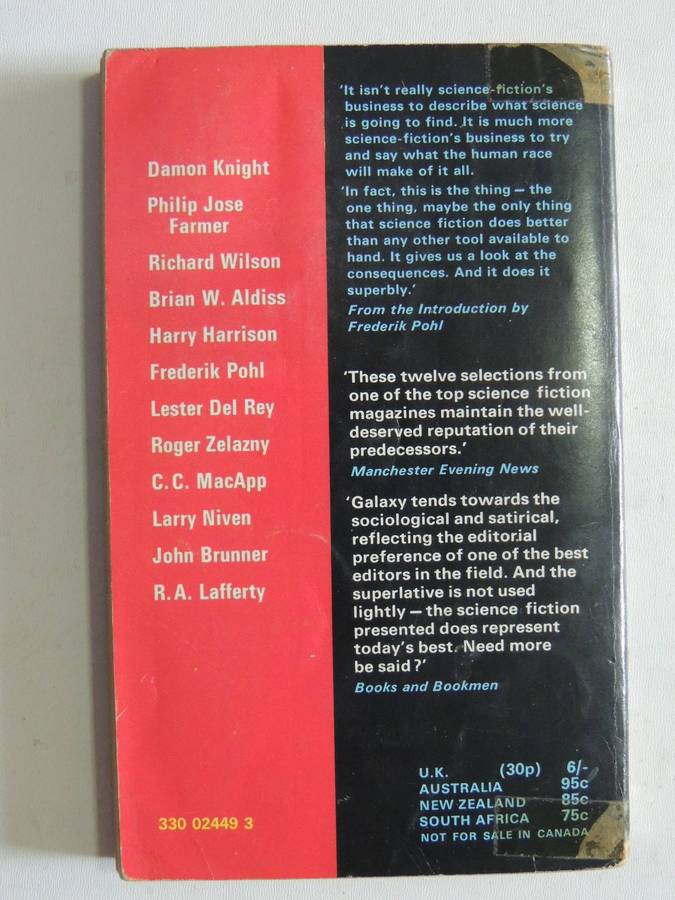 Damon Knight
Philip Jose
Farmer
Richard Wilson
Brian W. Aldiss
Harry Harrison
Frederik Pohl
Lester Del Rey
Roger Zelazny
C.C. MacApp
Larry Niven
John Brunner
R.A. Lafferty
330 02449 3
‘It isn’t really science-fiction’s
business to describe what science
is going to find. It is much more
science-fiction’s business to try
and say what the human race
will make of it all.
‘In fact, this is the thing — the
one thing, maybe the only thing
that science fiction does better
than any other tool available to
hand. It gives us a look at the
consequences. And it does it
superbly.’
From the Introduction by
Frederik Pohl
‘These twelve selections from
one of the top science fiction
magazines maintain the well-
deserved reputation of their
predecessors.’
Manchester Evening News
‘Galaxy tends towards the
sociological and satirical,
reflecting the editorial
preference of one of the best
editors in the field. And the
superlative is not used
lightly — the science fiction
presented does represent
today’s best. Need more
be said?’
Books and Bookmen
U.K. (30p) 6/-
AUSTRALIA 95c
NEW ZEALAND 85c
SOUTH AFRICA 75c
NOT FOR SALE IN CANADA